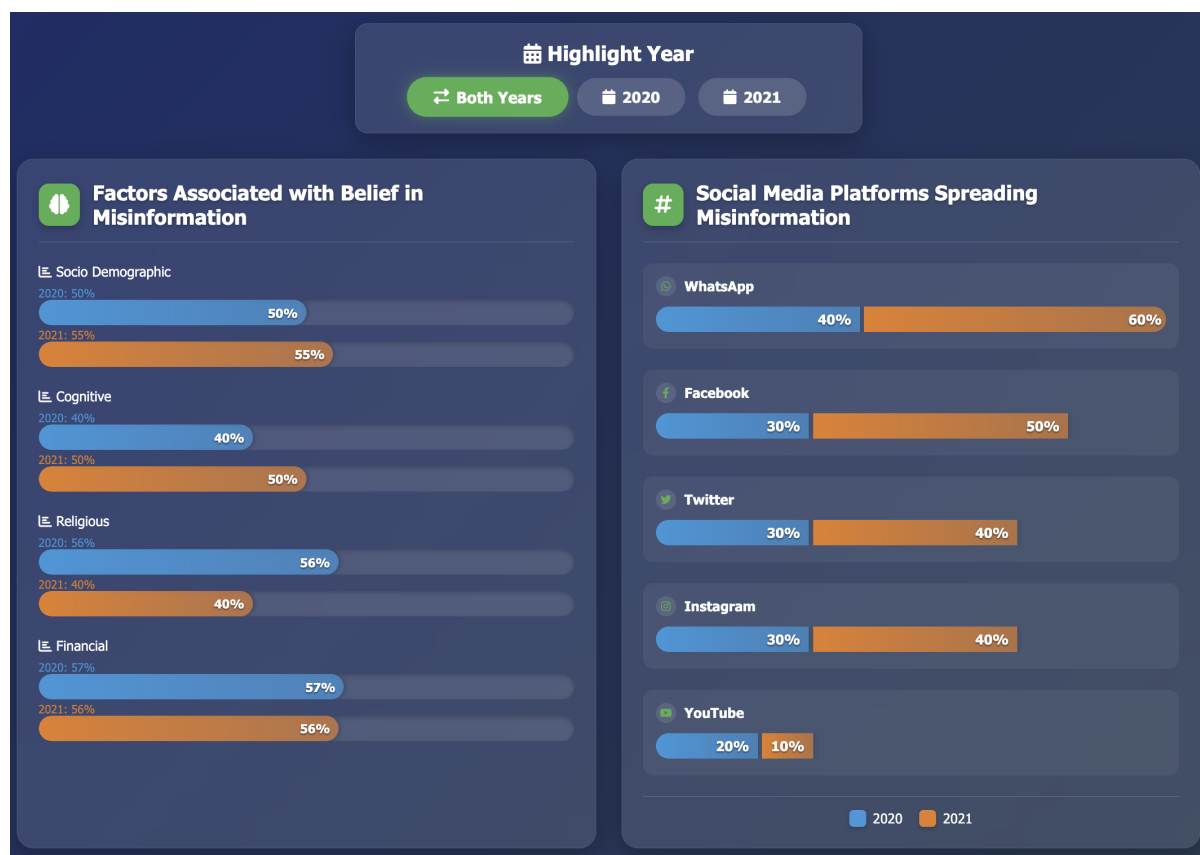 Highlight Year
Both Years
2020
2021
Factors Associated with Belief in
Misinformation
Socio Demographic
2020: 50%
50%
2021: 55%
55%
Cognitive
2020: 40%
40%
2021: 50%
50%
Religious
2020: 56%
56%
2021: 40%
40%
Financial
2020: 57%
57%
2021: 56%
56%
Social Media Platforms Spreading
Misinformation
WhatsApp
40% 60%
Facebook
30% 50%
Twitter
30% 40%
Instagram
30% 40%
YouTube
20% 10%
2020 2021